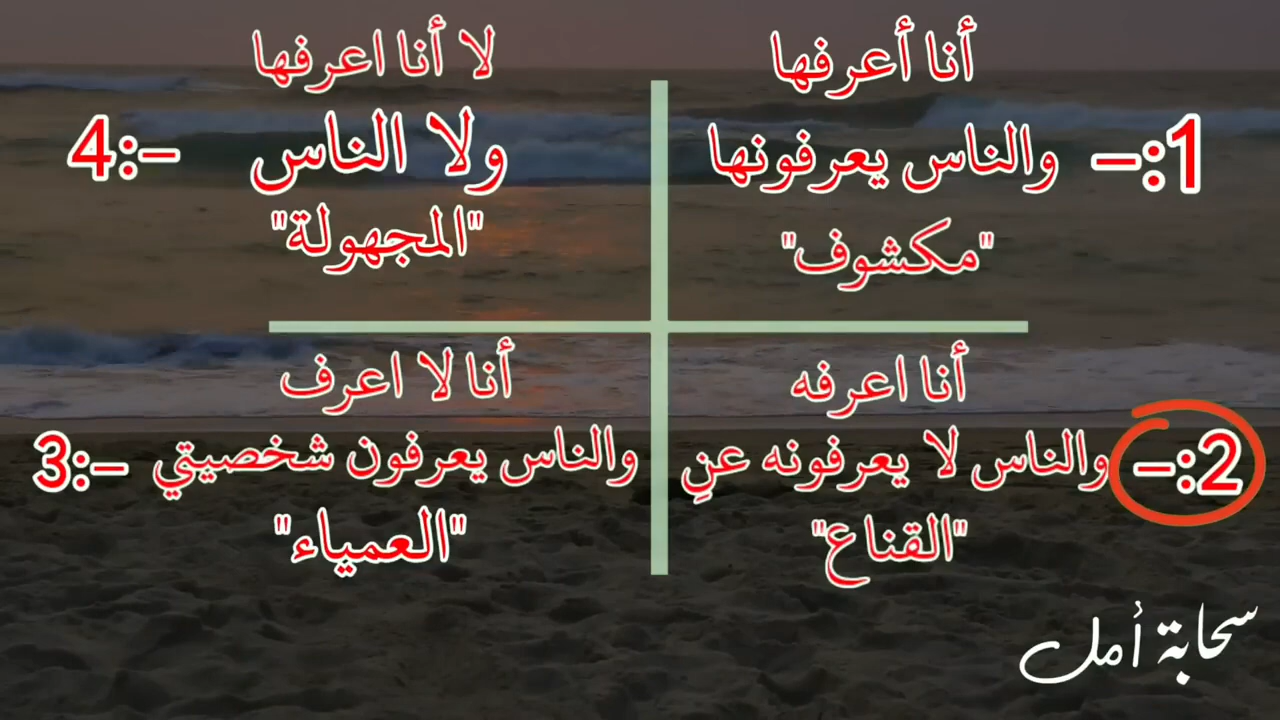 أنا أعرفها
1:-
والناس يعرفونها
"مكشوف"
أنا اعرفه
2:-
والناس لا يعرفونه عنِ
"القناع"
أنا لا اعرف
3:-
والناس يعرفون شخصيتي
"العمياء"
لا أنا اعرفها
4:-
ولا الناس
"المجهولة"
سحابة أمل